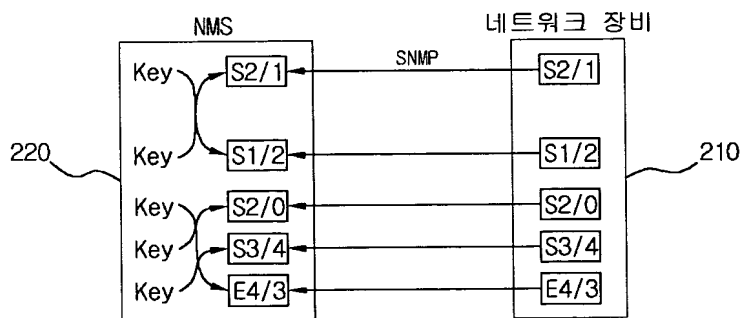 NMS
네트워크 장비
Key
S2/1
SNMP
S2/1
Key
S1/2
S1/2
220
210
Key
S2/0
S2/0
Key
S3/4
S3/4
Key
E4/3
E4/3